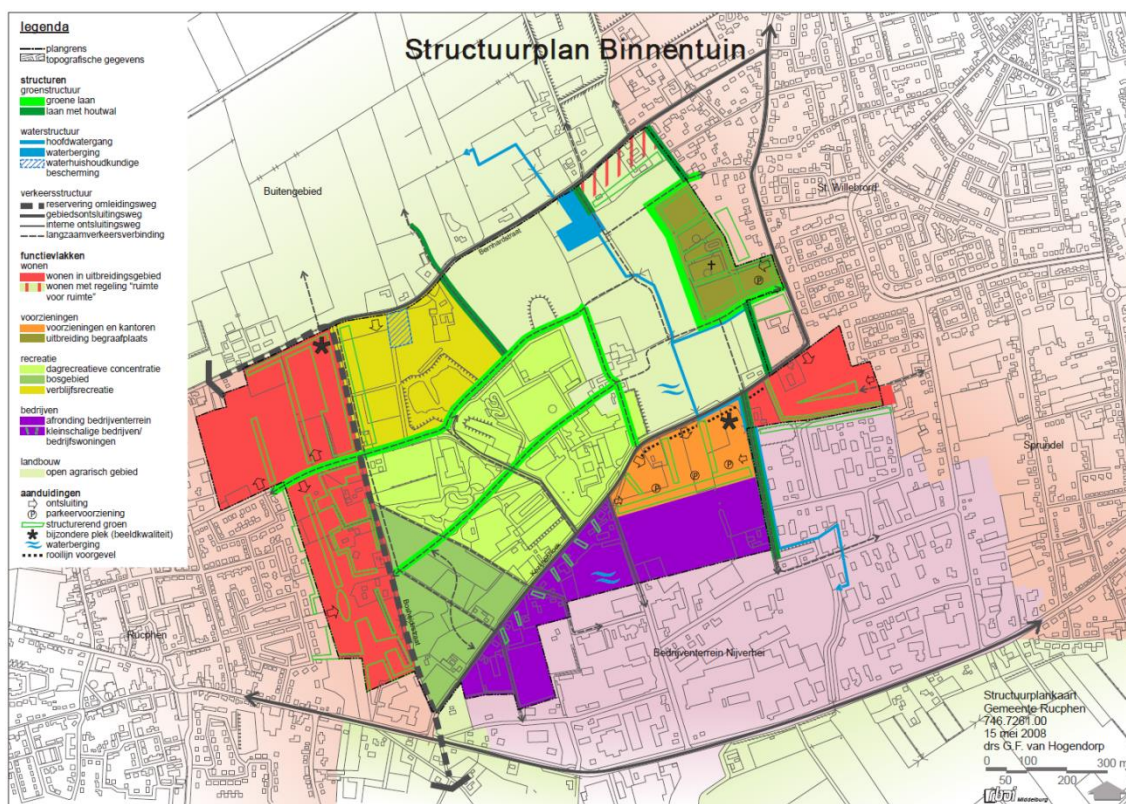 Structuurplan Binnentuin
legenda
plangrens
topografische gegevens
structuren
groenstructuur
groene laan
laan met houtwal
waterstructuur
hoofdwatergang
waterberging
waterhuishoudkundige
bescherming
verkeersstructuur
reservering omleidingsweg
gebiedsontsluitingsweg
interne ontsluitingsweg
langzaamverkeersverbinding
functievlakken
wonen
wonen in uitbreidingsgebied
wonen met regeling "ruimte
voor ruimte"
voorzieningen
voorzieningen en kantoren
uitbreiding begraafplaats
recreatie
dagrecreatieve concentratie
bosgebied
verblijfsrecreatie
bedrijven
afronding bedrijventerrein
kleinschalige bedrijven/
bedrijfswoningen
landbouw
open agrarisch gebied
aanduidingen
ontsluiting
P parkeervoorziening
structurerend groen
bijzondere plek (beeldkwaliteit)
waterberging
rooilijn voorgevel
Buitengebied
Bernhardstraat
St. Willebrord
P
Sprundel
P
P
P
Rucphen
Bedrijventerrein Nijverhei
Structuurplankaart
Gemeente Rucphen
746.7261.00
15 mei 2008
drs G.F. van Hogendorp
0 100 300 m
50 200
Middelburg